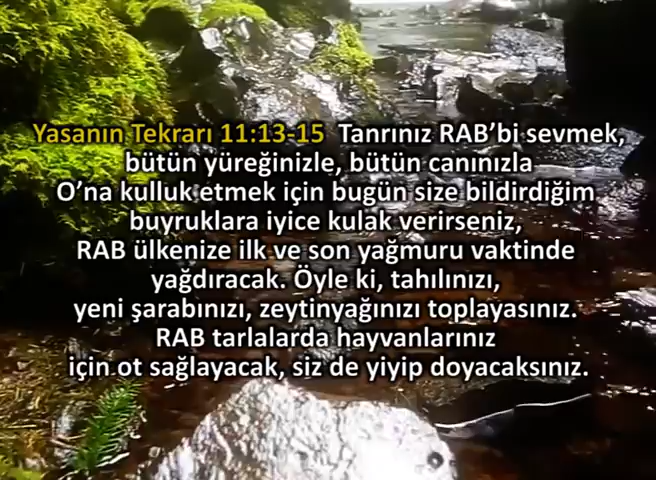 Yasanın Tekrarı 11:13-15 Tanrınız RAB'bi sevmek,
bütün yüreğinizle, bütün canınızla
O'na kulluk etmek için bugün size bildirdiğim
buyruklara iyice kulak verirseniz,
RAB ülkenize ilk ve son yağmuru vaktinde
yağdıracak. Öyle ki, tahılınızı,
yeni şarabınızı, zeytinyağınızı toplayasınız.
RAB tarlalarda hayvanlarınız
için ot sağlayacak, siz de yiyip doyacaksınız.